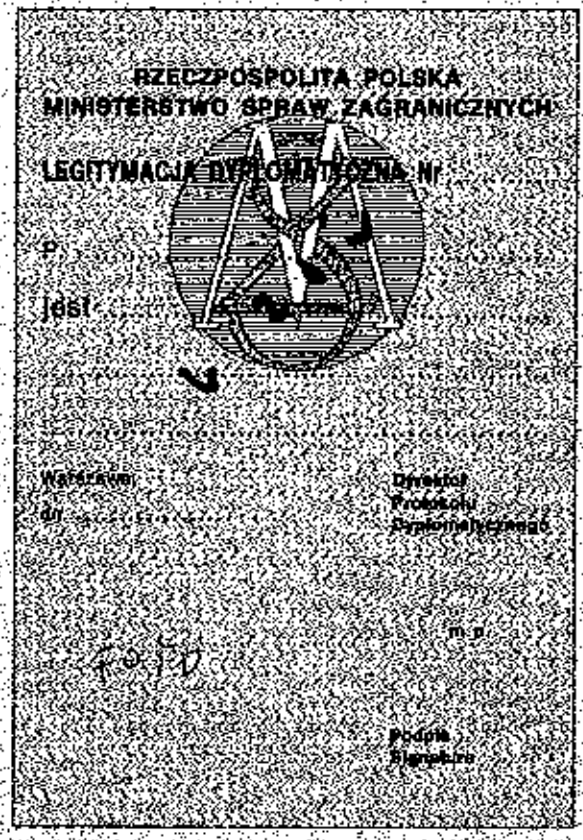 RZECZPOSPOLITA POLSKA
MINISTERSTWO SPRAW ZAGRANICZNYCH
LEGITYMACJA DYPLOMATYCZNA Nr
P.
jest
Warszawa,
dn.
Dyrektor
Protokołu
Dyplomatycznego
m. p.
FOTO
Podpis
Signature